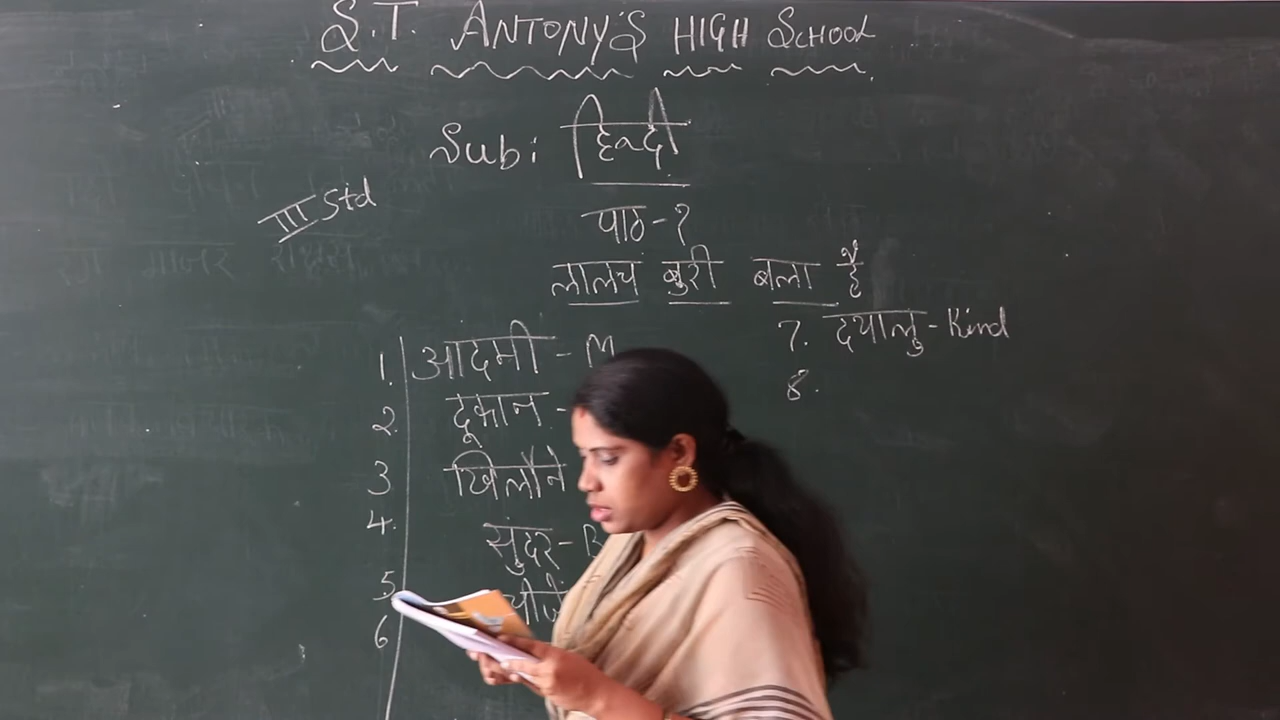 S.T. ANTONY'S HIGH SCHOOL
Sub: हिन्दी
III Std
पाठ-१
लालच बुरी बला है
1. आदमी - M
2. दूकान -
3 खिलौने
4. सुंदर - B
5 चीजें
6
7. दयालु - Kind
8.